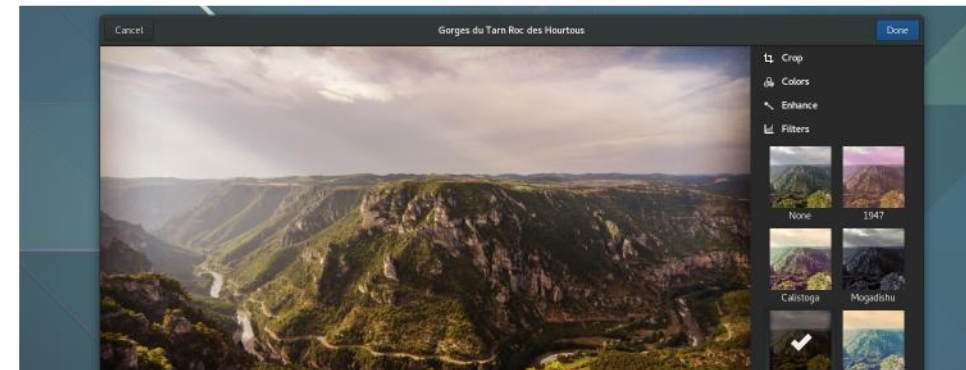 Cancel
Gorges du Tarn Roc des Hourtous
Done
Crop
Colors
Enhance
Filters
None
1947
Calistoga
Mogadishu